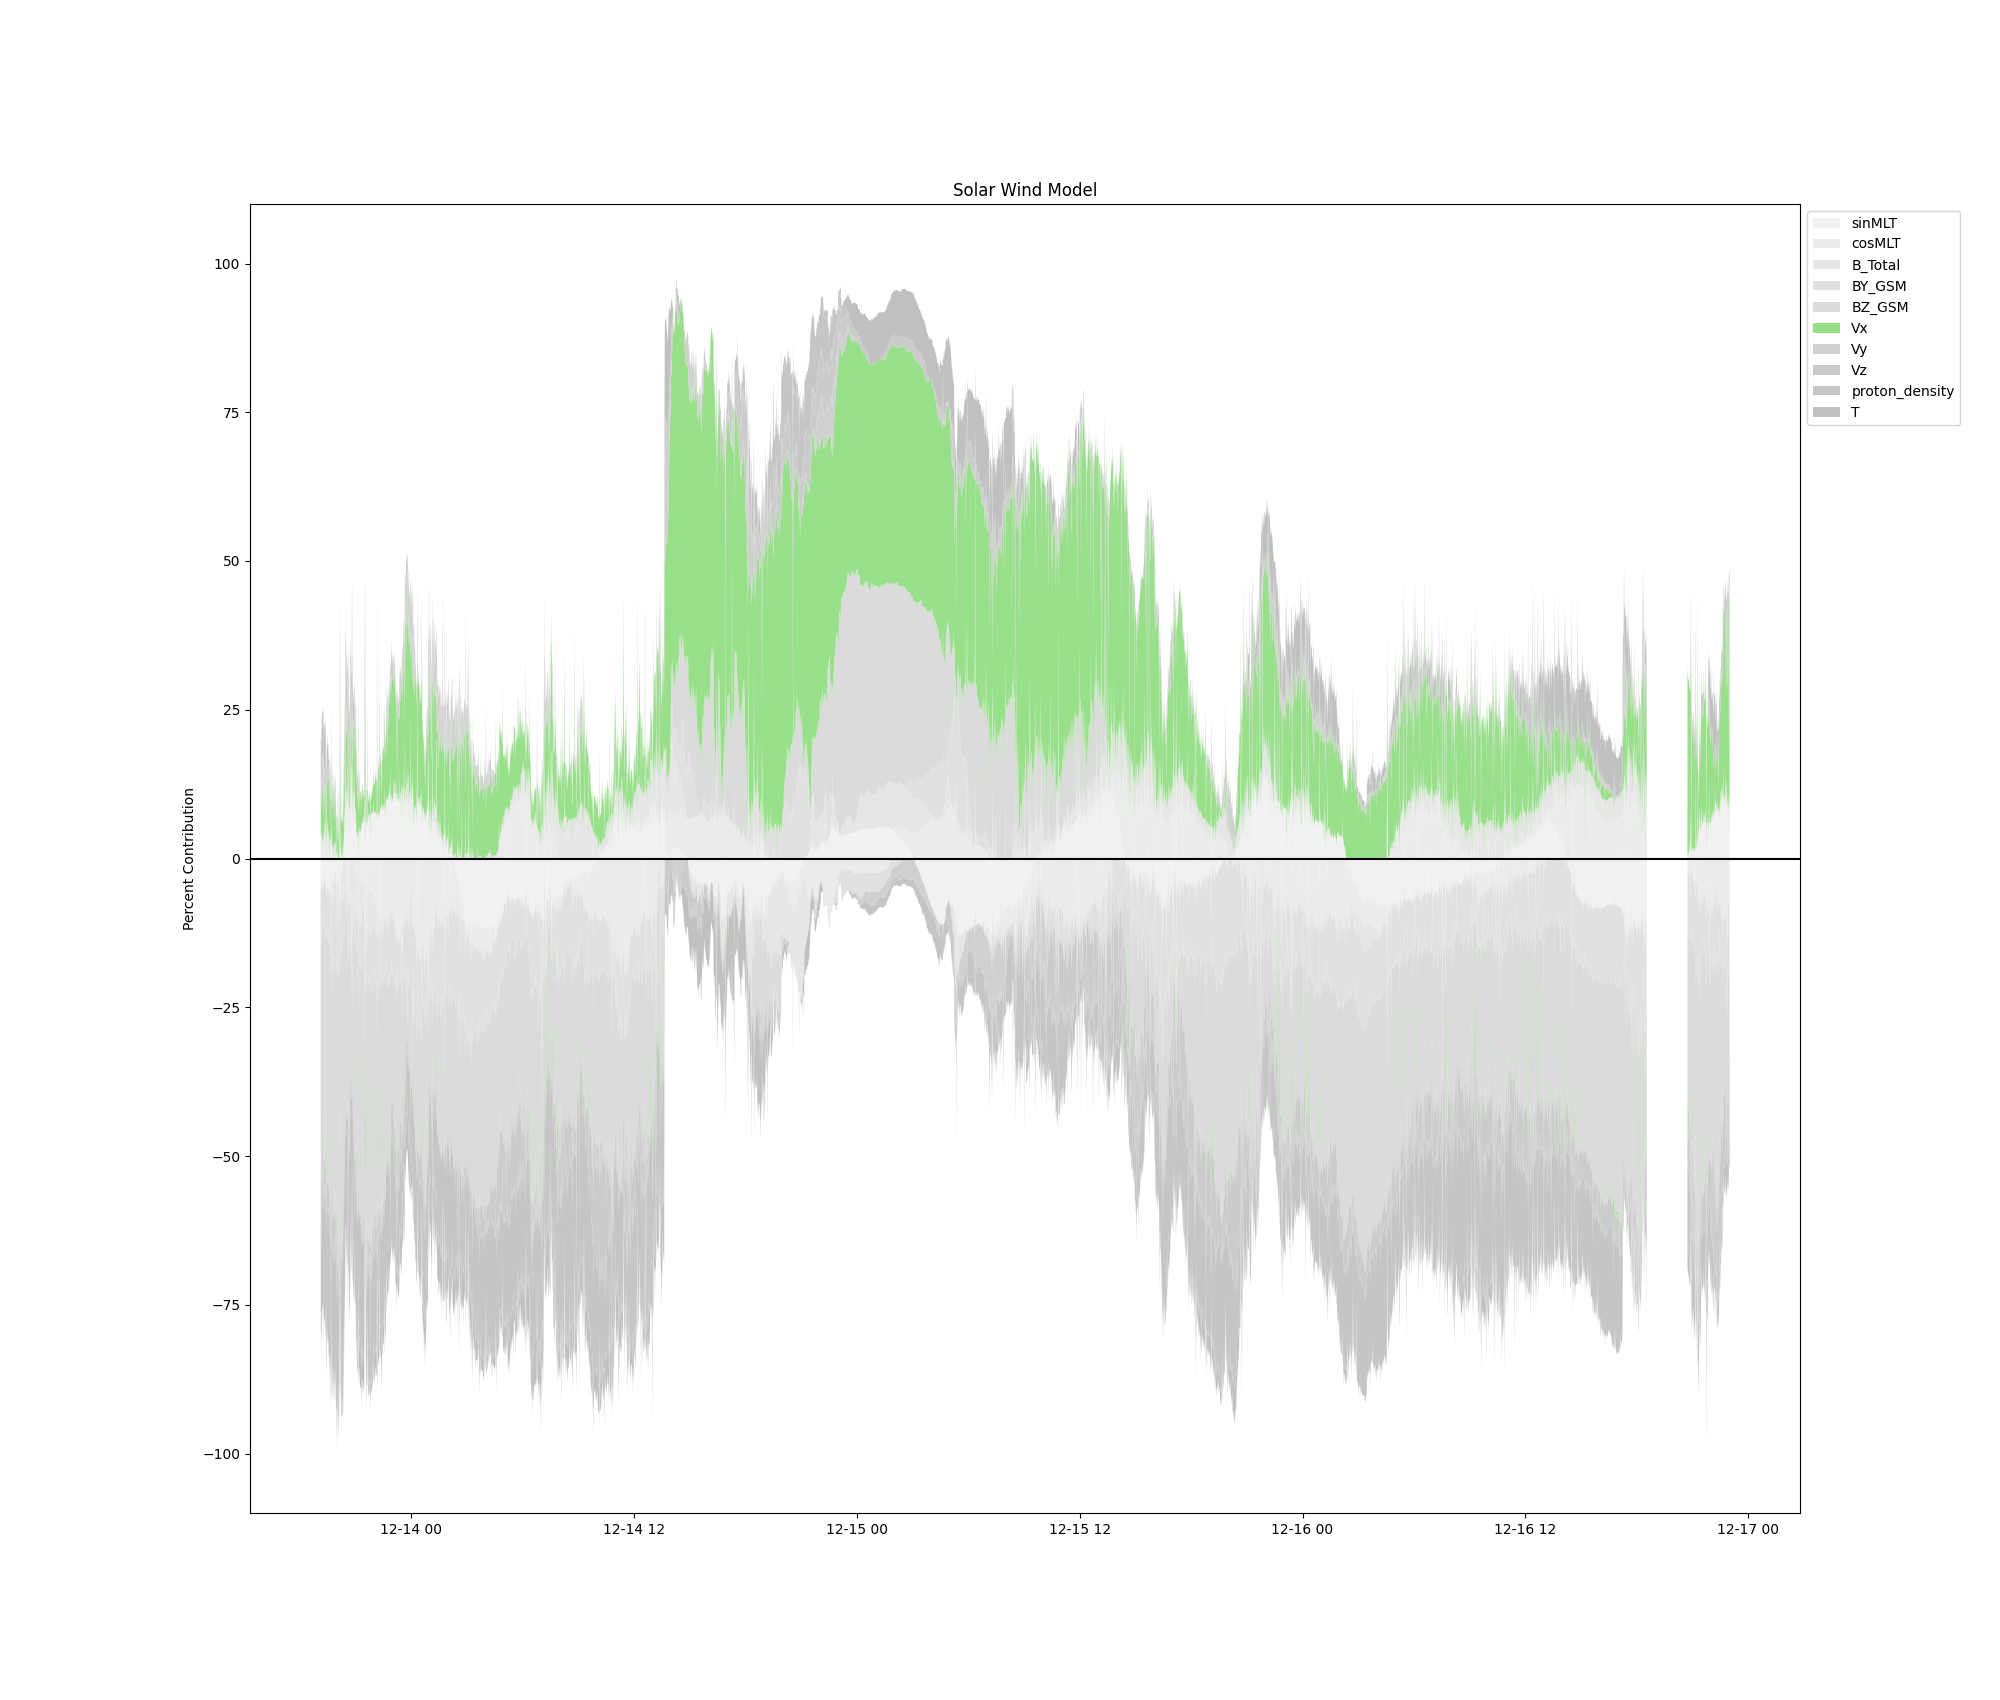 Solar Wind Model
Percent Contribution
100
75
50
25
0
−25
−50
−75
−100
12-14 00
12-14 12
12-15 00
12-15 12
12-16 00
12-16 12
12-17 00
sinMLT
cosMLT
B_Total
BY_GSM
BZ_GSM
Vx
Vy
Vz
proton_density
T